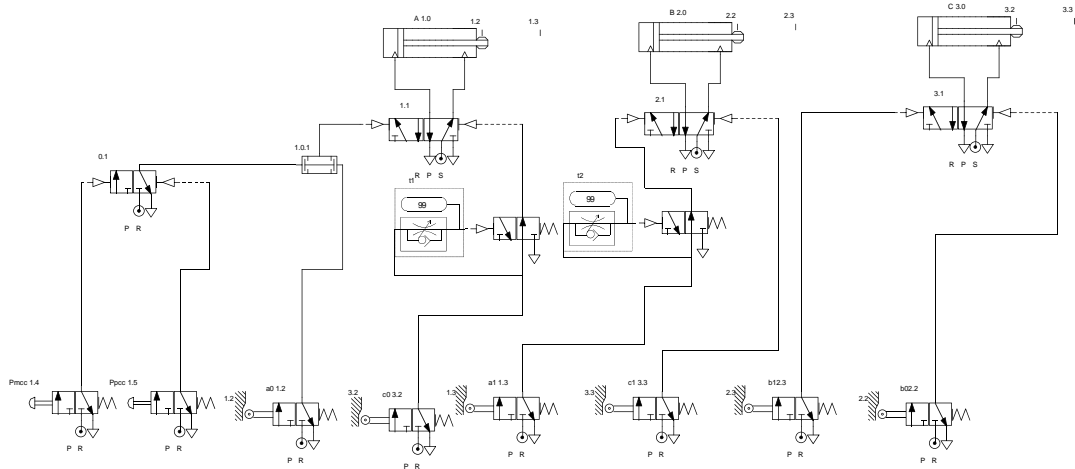 A 1.0
1.2
1.3
B 2.0
2.2
2.3
C 3.0
3.2
3.3
1.1
2.1
3.1
0.1
1.0.1
R P S
R P S
R P S
t1
t2
99
99
P R
Pmcc 1.4
Ppcc 1.5
1.2
a0 1.2
3.2
c0 3.2
1.3
a1 1.3
3.3
c1 3.3
2.3
b12.3
2.2
b02.2
P R
P R
P R
P R
P R
P R
P R
P R